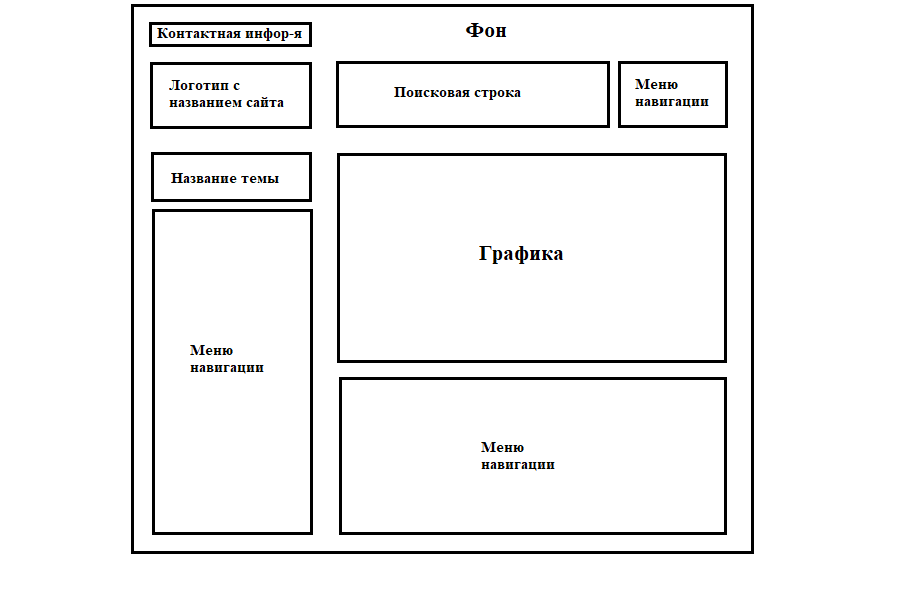 Контактная инфор-я
Фон
Логотип с
названием сайта
Поисковая строка
Меню
навигации
Название темы
Графика
Меню
навигации
Меню
навигации